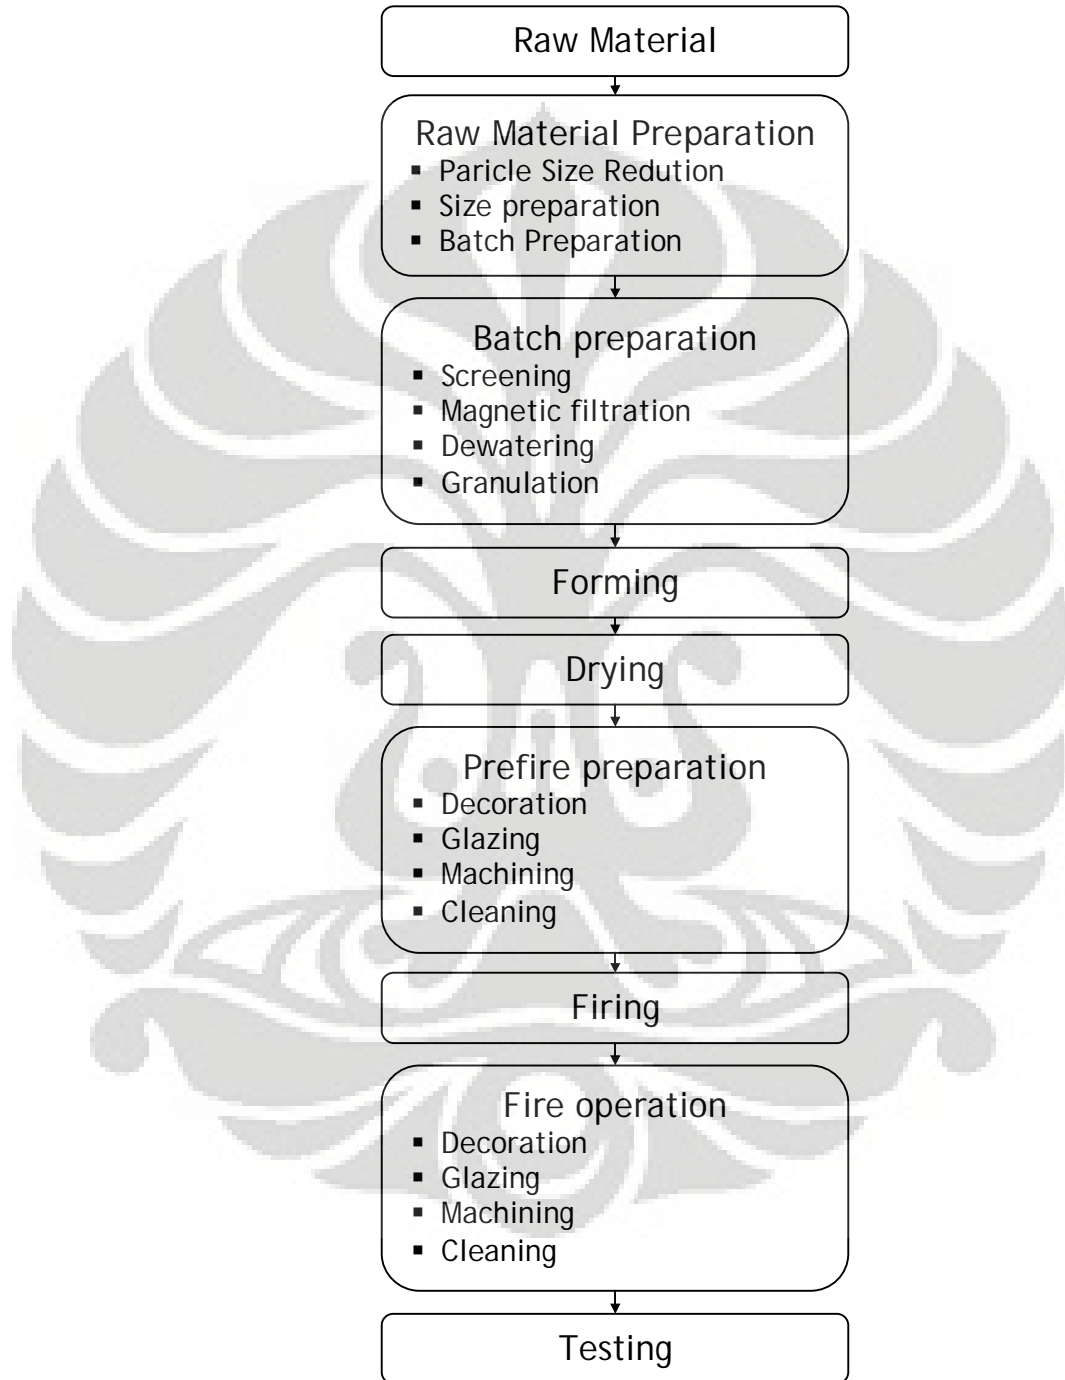 Raw Material
Raw Material Preparation
▪ Paricle Size Redution
▪ Size preparation
▪ Batch Preparation
Batch preparation
▪ Screening
▪ Magnetic filtration
▪ Dewatering
▪ Granulation
Forming
Drying
Prefire preparation
▪ Decoration
▪ Glazing
▪ Machining
▪ Cleaning
Firing
Fire operation
▪ Decoration
▪ Glazing
▪ Machining
▪ Cleaning
Testing